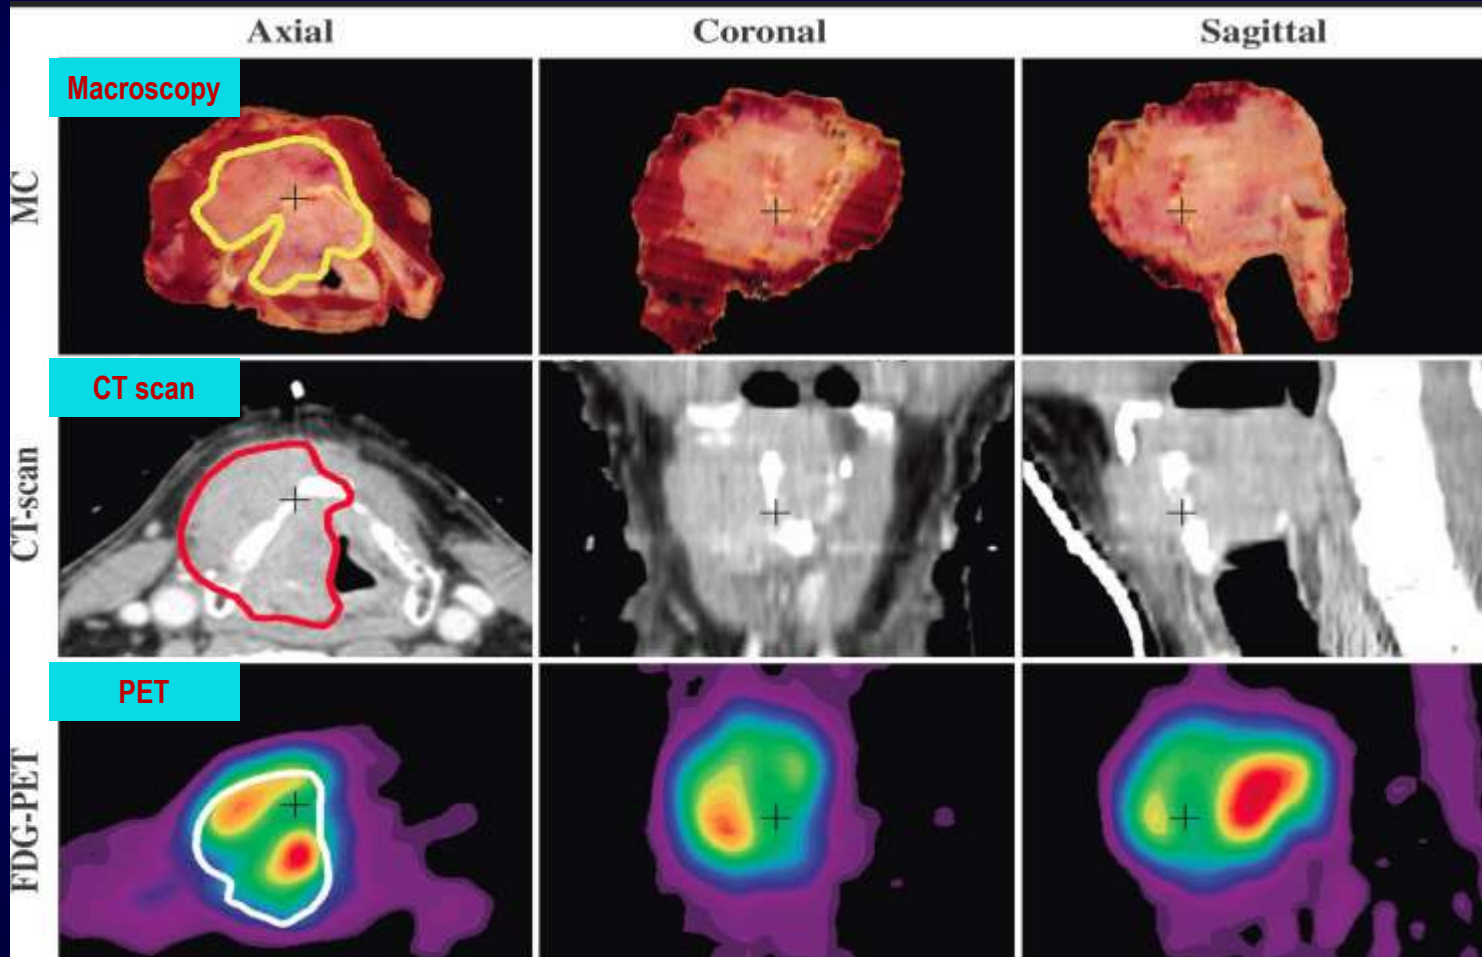 Axial Coronal Sagittal
Macroscopy
MC
CT scan
CT-scan
PET
FDG-PET